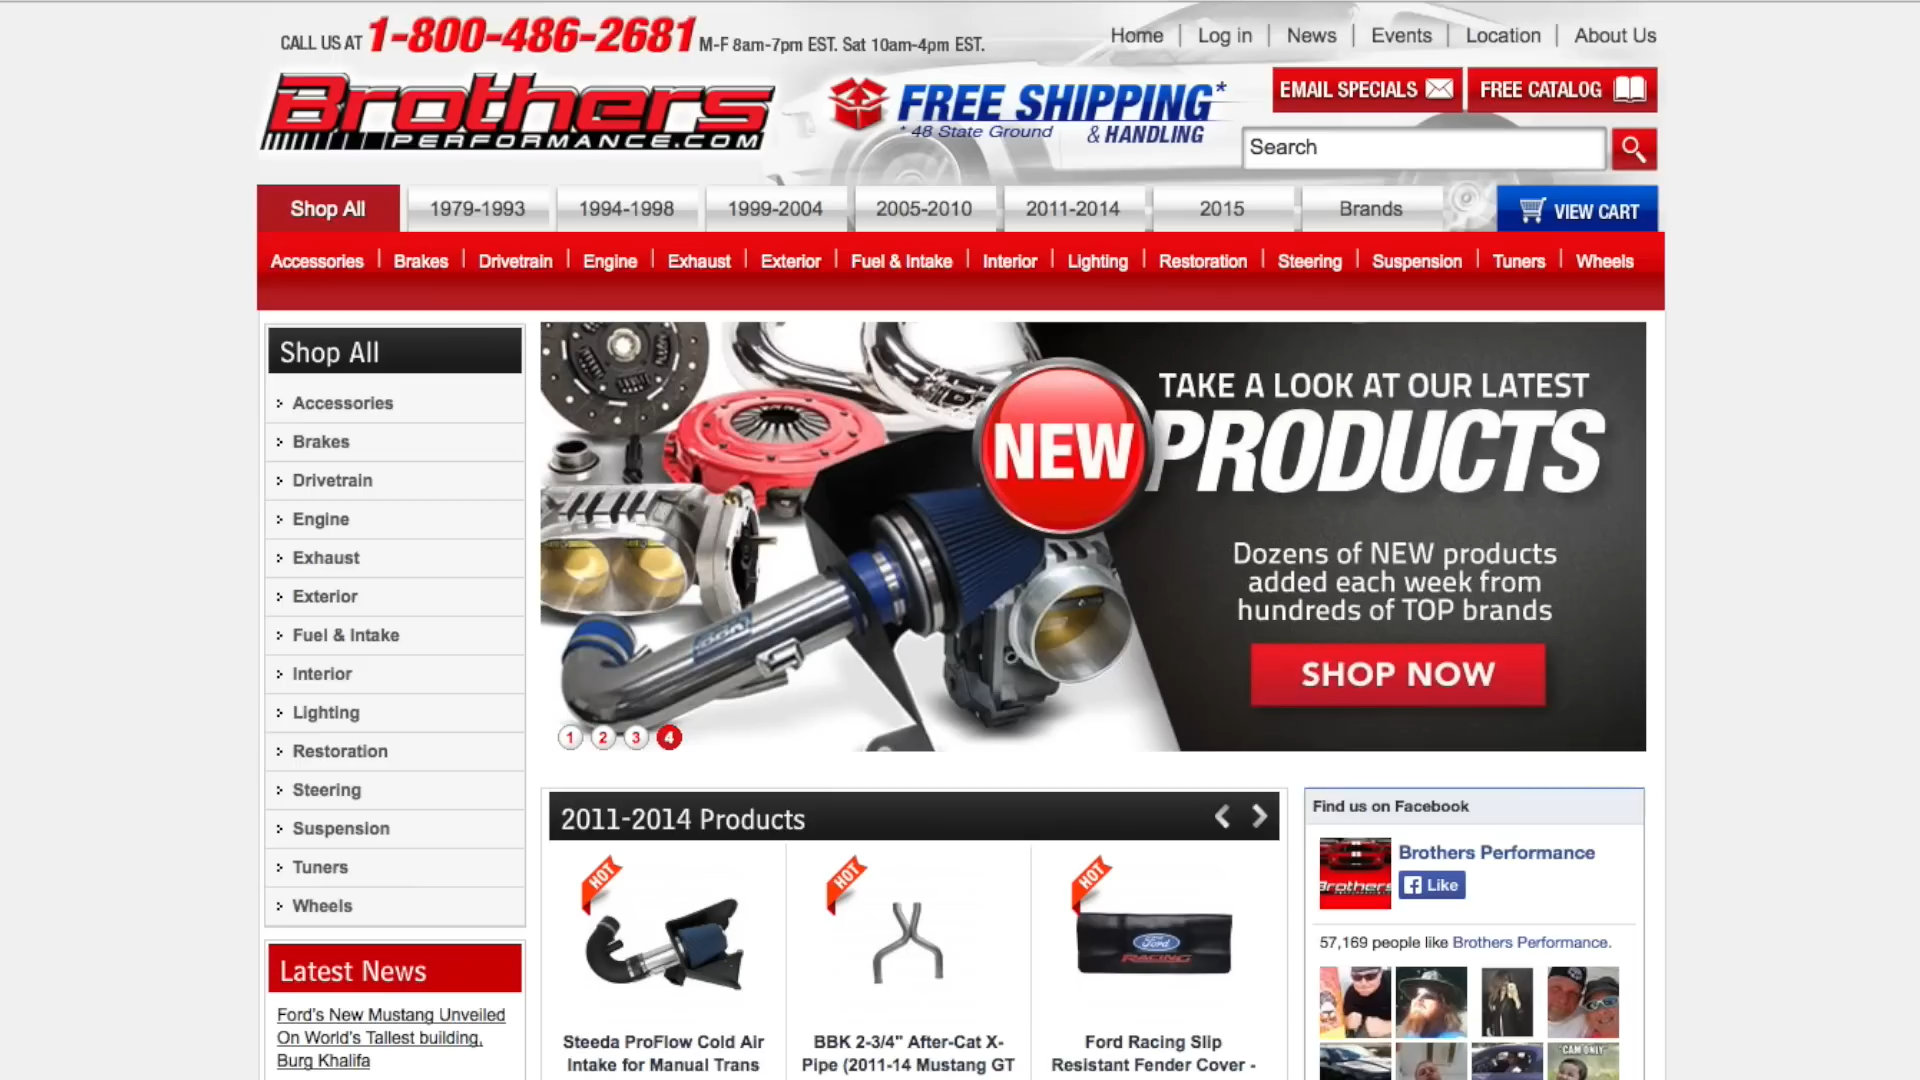 CALL US AT 1-800-486-2681 M-F 8am-7pm EST. Sat 10am-4pm EST.
Home | Log in | News | Events | Location | About Us
Brothers
PERFORMANCE.COM
FREE SHIPPING*
* 48 State Ground & HANDLING
EMAIL SPECIALS
FREE CATALOG
Search
Shop All
1979-1993
1994-1998
1999-2004
2005-2010
2011-2014
2015
Brands
VIEW CART
Accessories | Brakes | Drivetrain | Engine | Exhaust | Exterior | Fuel & Intake | Interior | Lighting | Restoration | Steering | Suspension | Tuners | Wheels
Shop All
Accessories
Brakes
Drivetrain
Engine
Exhaust
Exterior
Fuel & Intake
Interior
Lighting
Restoration
Steering
Suspension
Tuners
Wheels
Latest News
Ford's New Mustang Unveiled
On World's Tallest building,
Burg Khalifa
NEW
TAKE A LOOK AT OUR LATEST
PRODUCTS
Dozens of NEW products
added each week from
hundreds of TOP brands
SHOP NOW
BBK
1 2 3 4
2011-2014 Products
HOT
Steeda ProFlow Cold Air
Intake for Manual Trans
HOT
BBK 2-3/4" After-Cat X-
Pipe (2011-14 Mustang GT
HOT
Ford
RACING
Ford Racing Slip
Resistant Fender Cover -
Find us on Facebook
Brothers
Brothers Performance
Like
57,169 people like Brothers Performance.
"CAM ONLY"